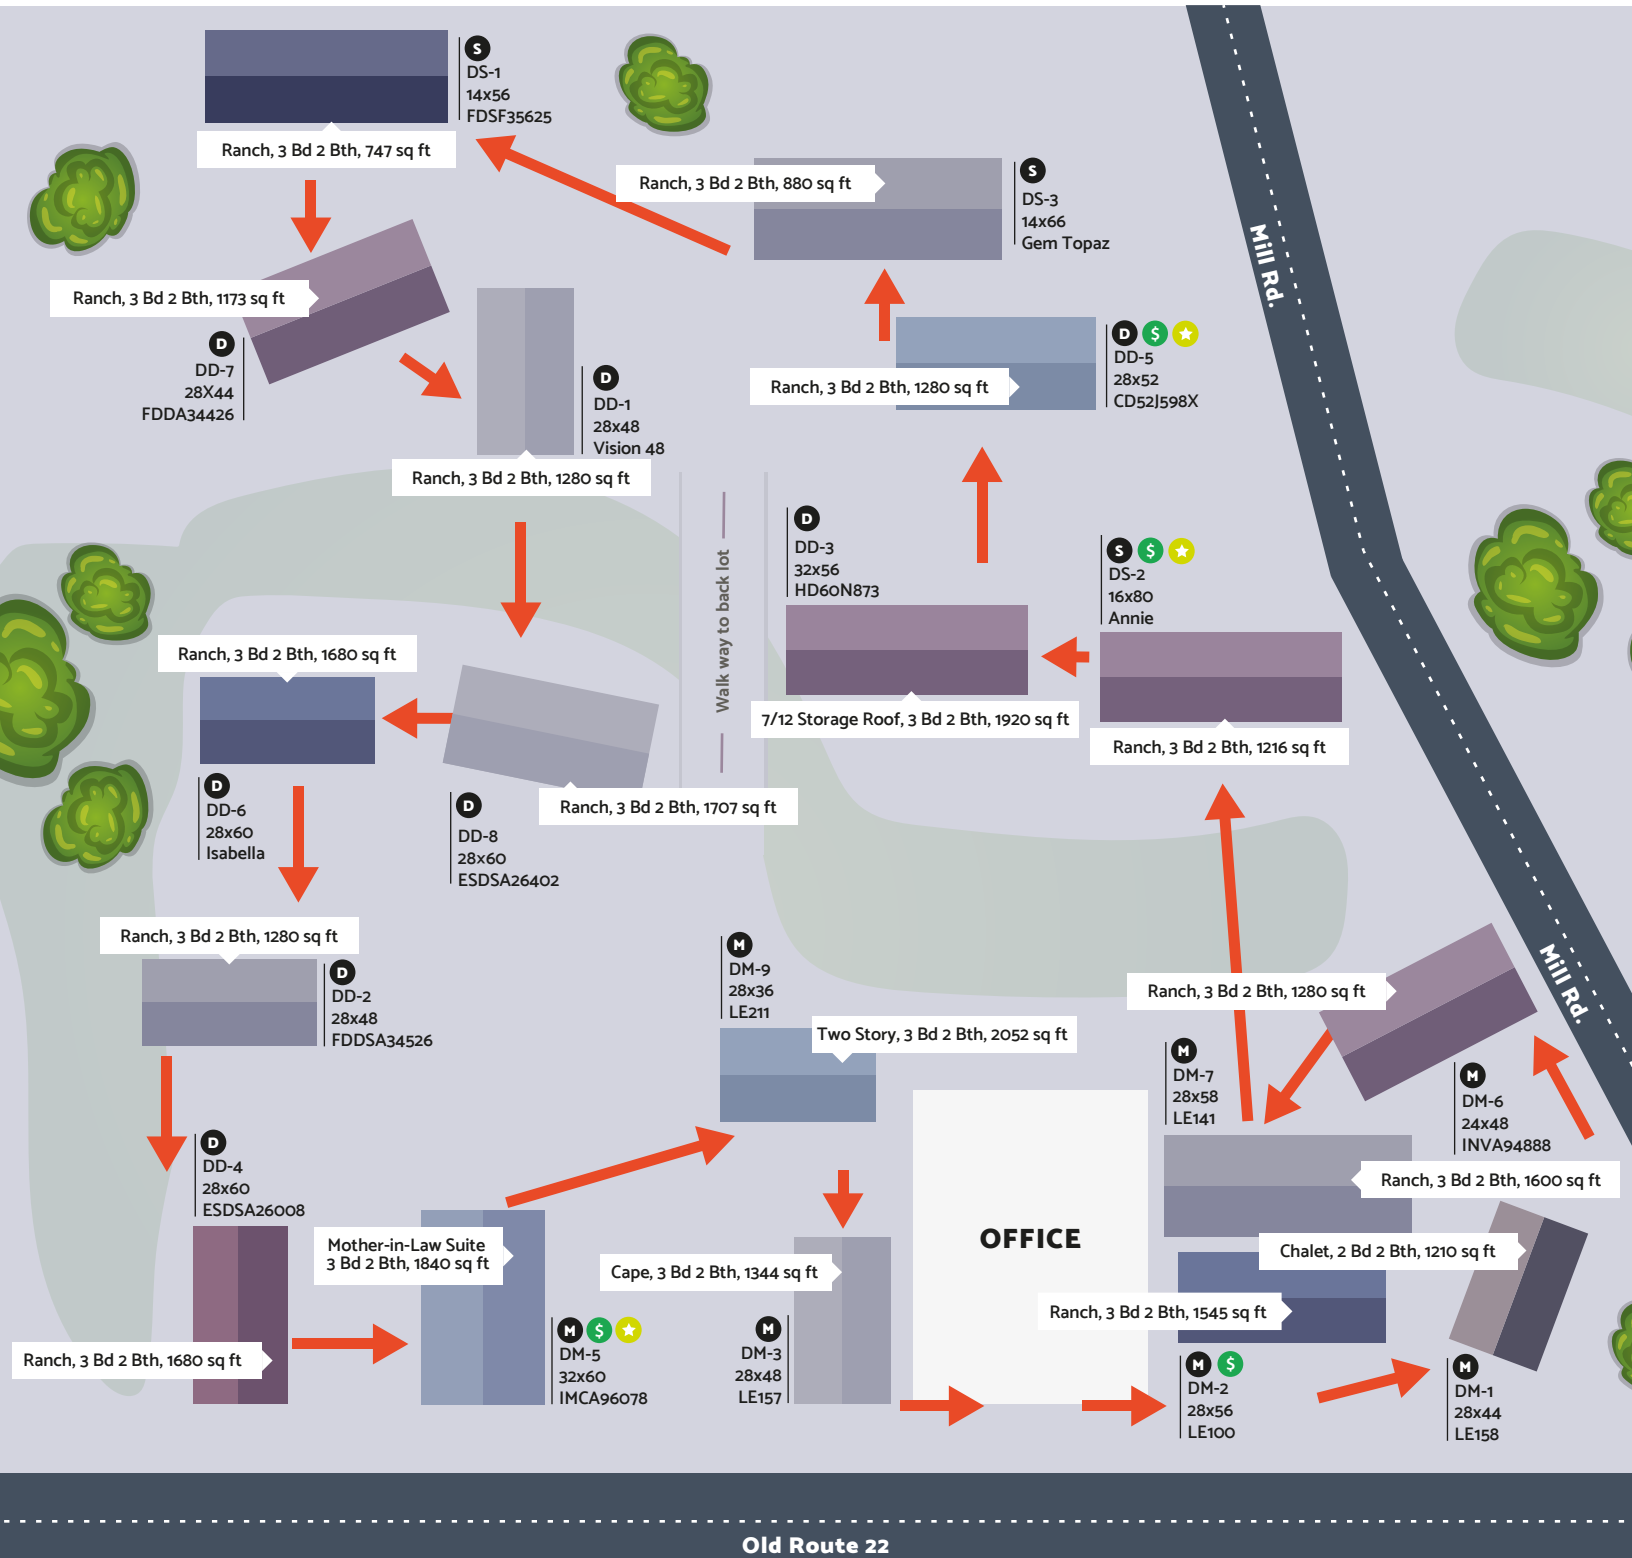 S
DS-1
14x56
FDSF35625
Ranch, 3 Bd 2 Bth, 747 sq ft
Ranch, 3 Bd 2 Bth, 880 sq ft
S
DS-3
14x66
Gem Topaz
Mill Rd.
Ranch, 3 Bd 2 Bth, 1173 sq ft
D
DD-7
28X44
FDDA34426
D
DD-1
28x48
Vision 48
Ranch, 3 Bd 2 Bth, 1280 sq ft
D $
DD-5
28x52
CD52J598X
Ranch, 3 Bd 2 Bth, 1280 sq ft
Walk way to back lot
D
DD-3
32x56
HD60N873
7/12 Storage Roof, 3 Bd 2 Bth, 1920 sq ft
S $
DS-2
16x80
Annie
Ranch, 3 Bd 2 Bth, 1216 sq ft
Ranch, 3 Bd 2 Bth, 1680 sq ft
D
DD-6
28x60
Isabella
Ranch, 3 Bd 2 Bth, 1707 sq ft
D
DD-8
28x60
ESDSA26402
Ranch, 3 Bd 2 Bth, 1280 sq ft
D
DD-2
28x48
FDDSA34526
M
DM-9
28x36
LE211
Two Story, 3 Bd 2 Bth, 2052 sq ft
Ranch, 3 Bd 2 Bth, 1280 sq ft
Mill Rd.
M
DM-7
28x58
LE141
M
DM-6
24x48
INVA94888
Ranch, 3 Bd 2 Bth, 1600 sq ft
D
DD-4
28x60
ESDSA26008
Ranch, 3 Bd 2 Bth, 1680 sq ft
Mother-in-Law Suite
3 Bd 2 Bth, 1840 sq ft
M $
DM-5
32x60
IMCA96078
Cape, 3 Bd 2 Bth, 1344 sq ft
M
DM-3
28x48
LE157
OFFICE
Chalet, 2 Bd 2 Bth, 1210 sq ft
Ranch, 3 Bd 2 Bth, 1545 sq ft
M $
DM-2
28x56
LE100
M
DM-1
28x44
LE158
Old Route 22